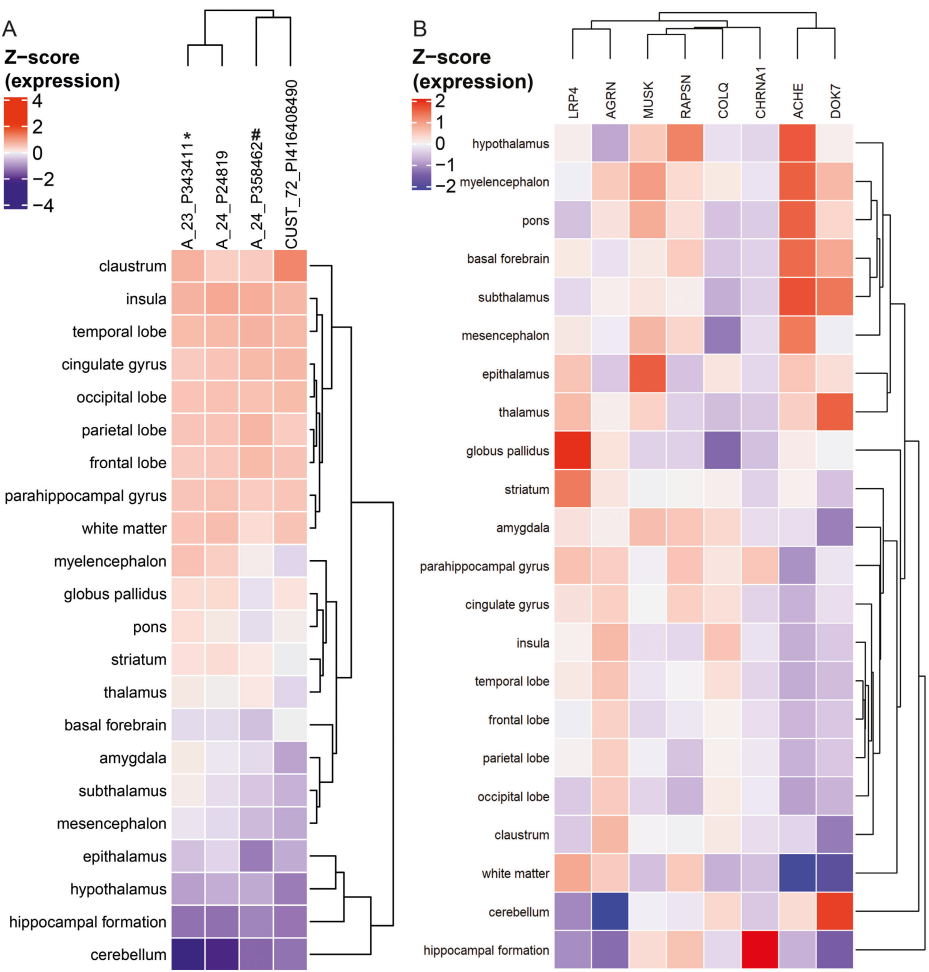 A
Z−score
(expression)
4
2
0
−2
−4
A_23_P343411*
A_24_P24819
A_24_P358462#
CUST_72_PI416408490
claustrum
insula
temporal lobe
cingulate gyrus
occipital lobe
parietal lobe
frontal lobe
parahippocampal gyrus
white matter
myelencephalon
globus pallidus
pons
striatum
thalamus
basal forebrain
amygdala
subthalamus
mesencephalon
epithalamus
hypothalamus
hippocampal formation
cerebellum
B
Z−score
(expression)
2
1
0
−1
−2
LRP4
AGRN
MUSK
RAPSN
COLQ
CHRNA1
ACHE
DOK7
hypothalamus
myelencephalon
pons
basal forebrain
subthalamus
mesencephalon
epithalamus
thalamus
globus pallidus
striatum
amygdala
parahippocampal gyrus
cingulate gyrus
insula
temporal lobe
frontal lobe
parietal lobe
occipital lobe
claustrum
white matter
cerebellum
hippocampal formation